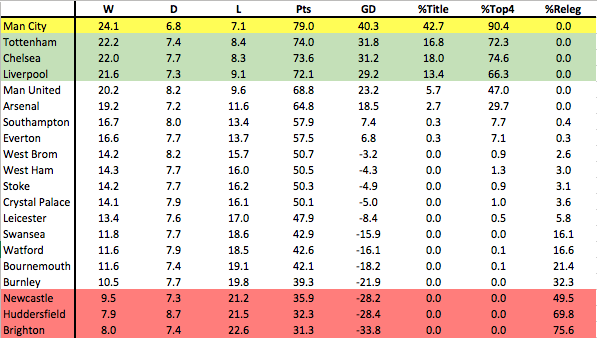 W D L Pts GD %Title %Top4 %Releg
Man City 24.1 6.8 7.1 79.0 40.3 42.7 90.4 0.0
Tottenham 22.2 7.4 8.4 74.0 31.8 16.8 72.3 0.0
Chelsea 22.0 7.7 8.3 73.6 31.2 18.0 74.6 0.0
Liverpool 21.6 7.3 9.1 72.1 29.2 13.4 66.3 0.0
Man United 20.2 8.2 9.6 68.8 23.2 5.7 47.0 0.0
Arsenal 19.2 7.2 11.6 64.8 18.5 2.7 29.7 0.0
Southampton 16.7 8.0 13.4 57.9 7.4 0.3 7.7 0.4
Everton 16.6 7.7 13.7 57.5 6.8 0.3 7.1 0.3
West Brom 14.2 8.2 15.7 50.7 -3.2 0.0 0.9 2.6
West Ham 14.3 7.7 16.0 50.5 -4.3 0.0 1.3 3.0
Stoke 14.2 7.7 16.2 50.3 -4.9 0.0 0.9 3.1
Crystal Palace 14.1 7.9 16.1 50.1 -5.0 0.0 1.0 3.6
Leicester 13.4 7.6 17.0 47.9 -8.4 0.0 0.5 5.8
Swansea 11.8 7.7 18.6 42.9 -15.9 0.0 0.0 16.1
Watford 11.6 7.9 18.5 42.6 -16.1 0.0 0.1 16.6
Bournemouth 11.6 7.4 19.1 42.1 -18.2 0.0 0.1 21.4
Burnley 10.5 7.7 19.8 39.3 -21.9 0.0 0.0 32.3
Newcastle 9.5 7.3 21.2 35.9 -28.2 0.0 0.0 49.5
Huddersfield 7.9 8.7 21.5 32.3 -28.4 0.0 0.0 69.8
Brighton 8.0 7.4 22.6 31.3 -33.8 0.0 0.0 75.6